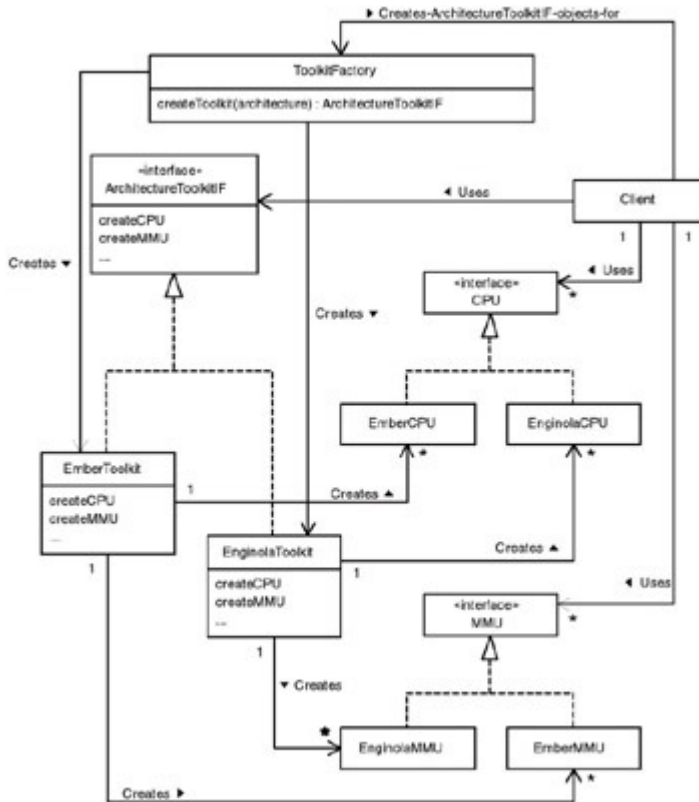 ▶ Creates-ArchitectureToolkitIF-objects-for
ToolkitFactory
createToolkit(architecture) : ArchitectureToolkitIF
«interface»
ArchitectureToolkitIF
createCPU
createMMU
...
◀ Uses
Client
1
1
Creates ▼
◀ Uses
*
«interface»
CPU
Creates ▼
EmberCPU
EnginolaCPU
*
*
EmberToolkit
createCPU
createMMU
...
1
Creates ▲
1
EnginolaToolkit
createCPU
createMMU
...
1
Creates ▲
1
◀ Uses
*
«interface»
MMU
▼ Creates
*
EnginolaMMU
EmberMMU
*
Creates ▶